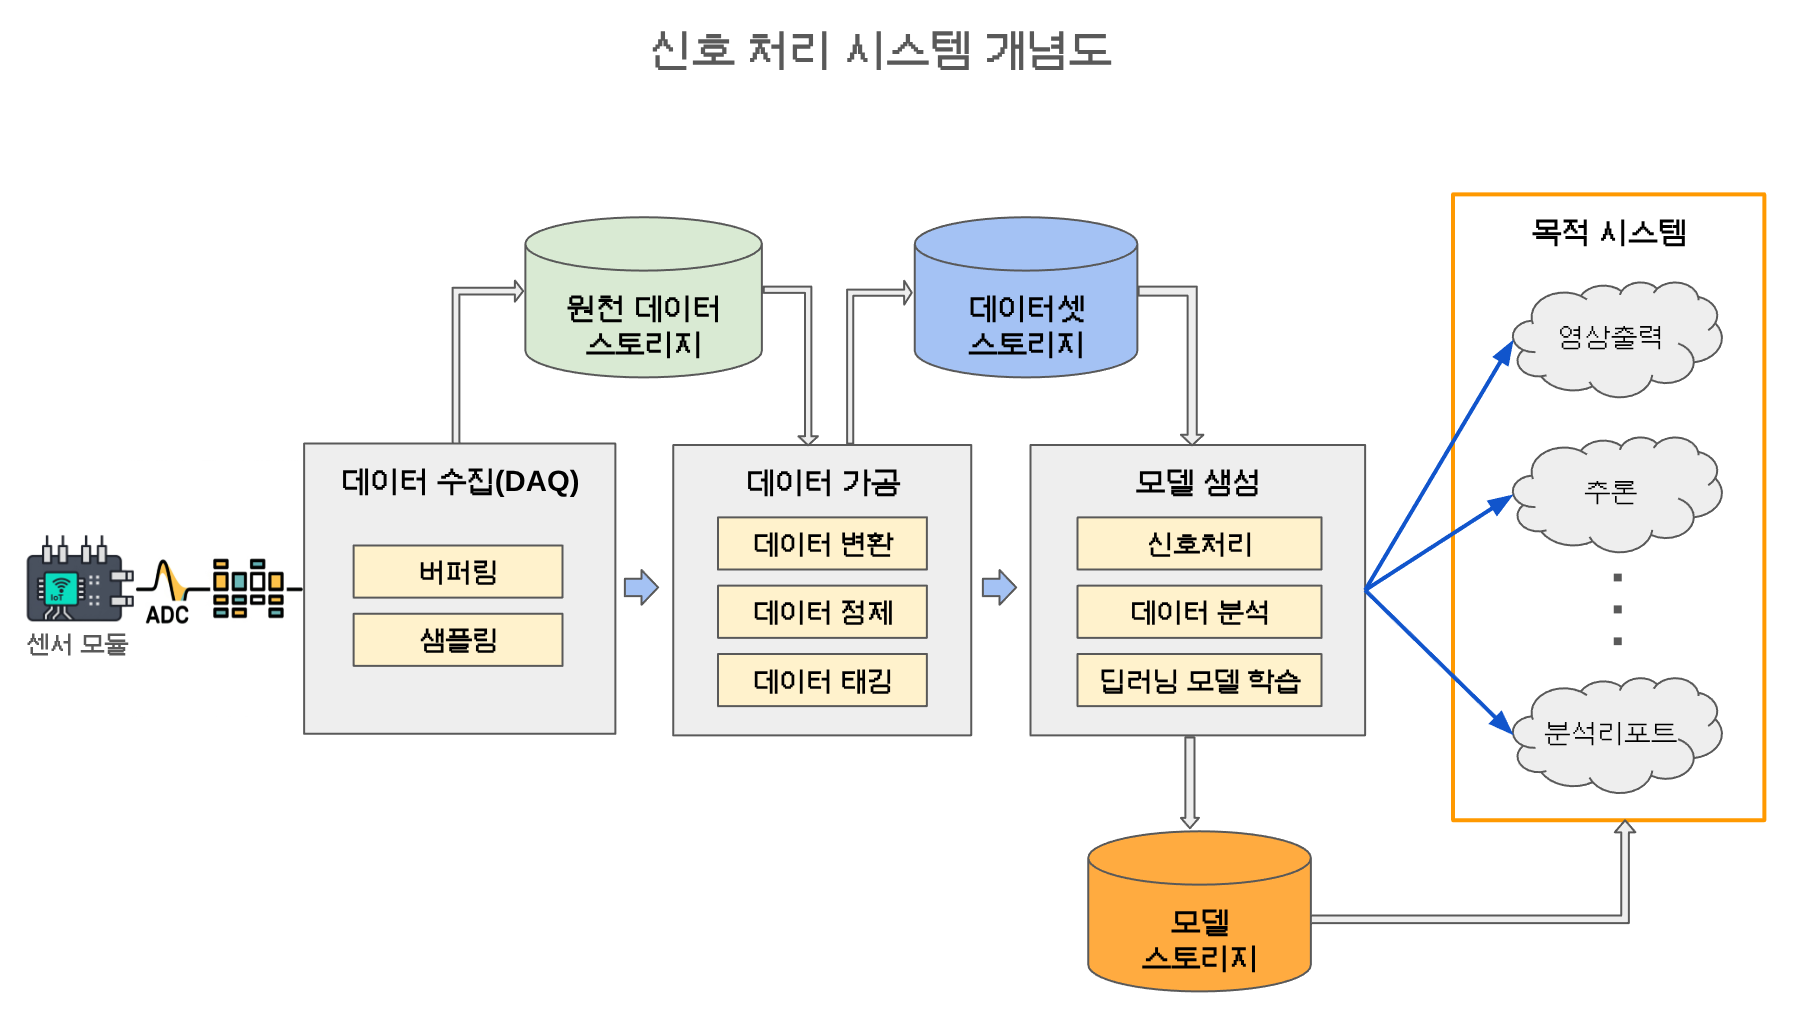 신호 처리 시스템 개념도
원천 데이터
스토리지
데이터셋
스토리지
목적 시스템
영상출력
추론
분석리포트
데이터 수집(DAQ)
버퍼링
샘플링
데이터 가공
데이터 변환
데이터 정제
데이터 태깅
모델 생성
신호처리
데이터 분석
딥러닝 모델 학습
IoT
ADC
센서 모듈
모델
스토리지